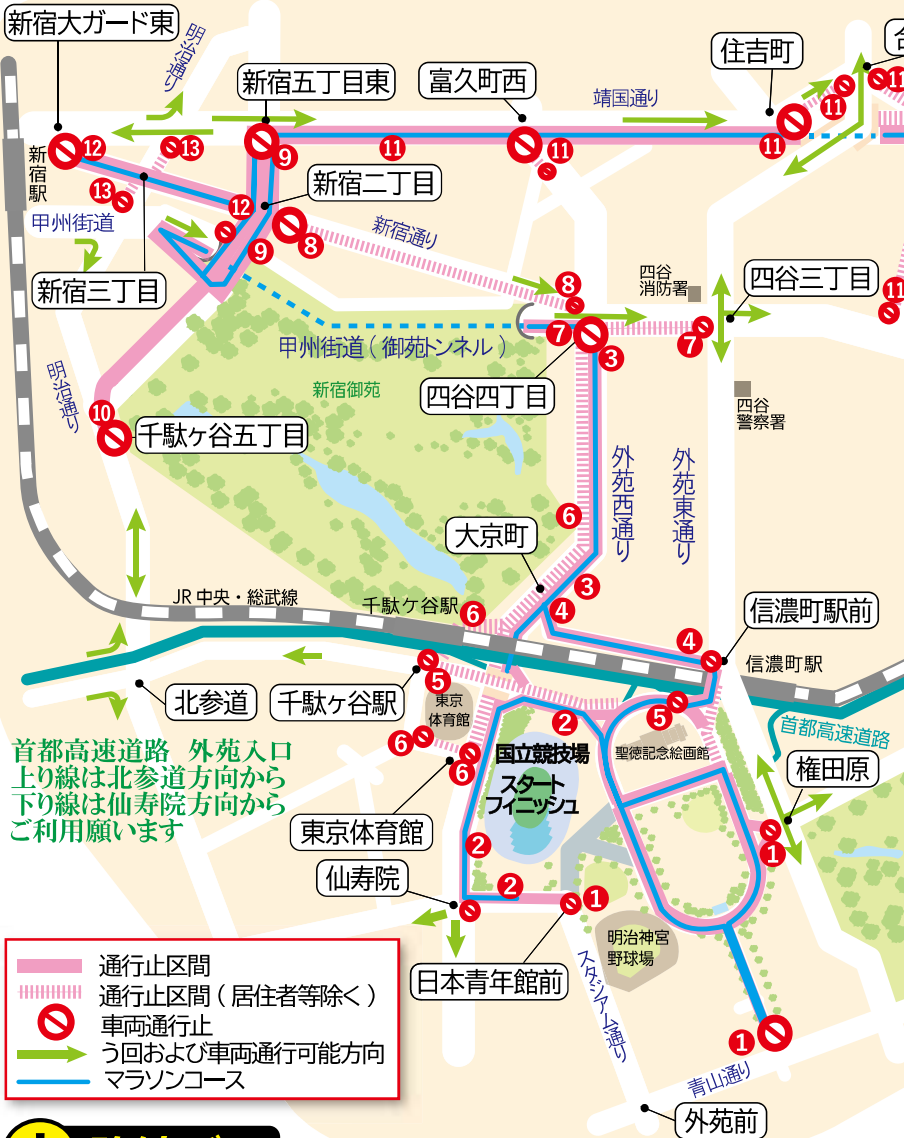 新宿大ガード東
明治通り
新宿五丁目東
富久町西
住吉町
合
靖国通り
11
11
12
13
9
11
11
11
新宿駅
13
新宿二丁目
12
甲州街道
新宿通り
9
8
四谷
消防署
四谷三丁目
新宿三丁目
8
11
7
3
7
甲州街道(御苑トンネル)
明治通り
新宿御苑
四谷四丁目
四谷
警察署
10
千駄ヶ谷五丁目
外苑西通り
外苑東通り
6
大京町
3
JR中央・総武線
千駄ケ谷駅
6
4
信濃町駅前
4
信濃町駅
北参道
千駄ヶ谷駅
5
東京
体育館
5
2
首都高速道路
首都高速道路 外苑入口
上り線は北参道方向から
下り線は仙寿院方向から
ご利用願います
6
6
国立競技場
スタート
フィニッシュ
聖徳記念絵画館
権田原
東京体育館
2
1
仙寿院
2
1
日本青年館前
明治神宮
野球場
スタジアム通り
1
青山通り
外苑前
通行止区間
通行止区間(居住者等除く)
車両通行止
う回および車両通行可能方向
マラソンコース